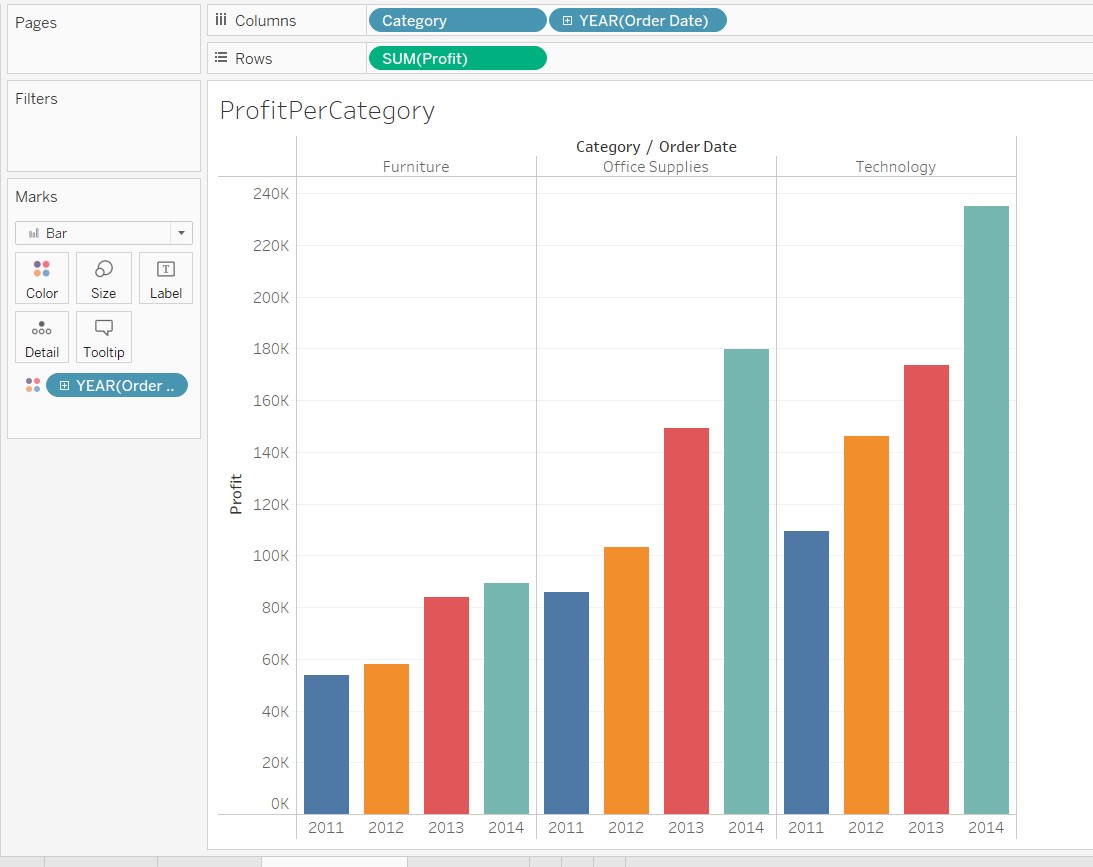 Pages
Columns
Category
YEAR(Order Date)
Rows
SUM(Profit)
Filters
Marks
Bar
Color
Size
Label
Detail
Tooltip
YEAR(Order ..
ProfitPerCategory
Category / Order Date
Furniture
Office Supplies
Technology
Profit
240K
220K
200K
180K
160K
140K
120K
100K
80K
60K
40K
20K
0K
2011 2012 2013 2014 2011 2012 2013 2014 2011 2012 2013 2014